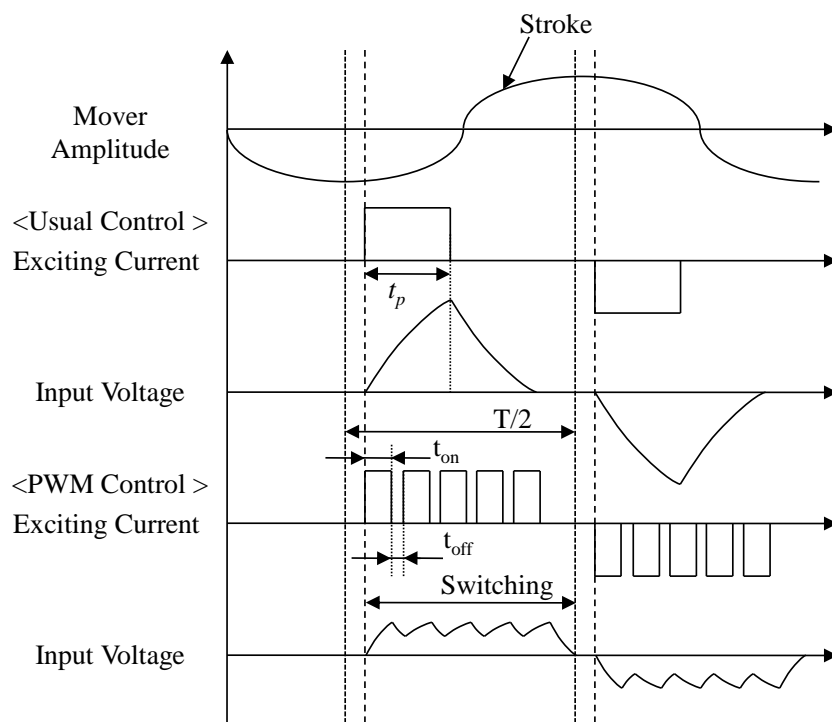 Stroke
Mover
Amplitude
<Usual Control >
Exciting Current
t_p
Input Voltage
T/2
t_on
<PWM Control >
Exciting Current
t_off
Switching
Input Voltage